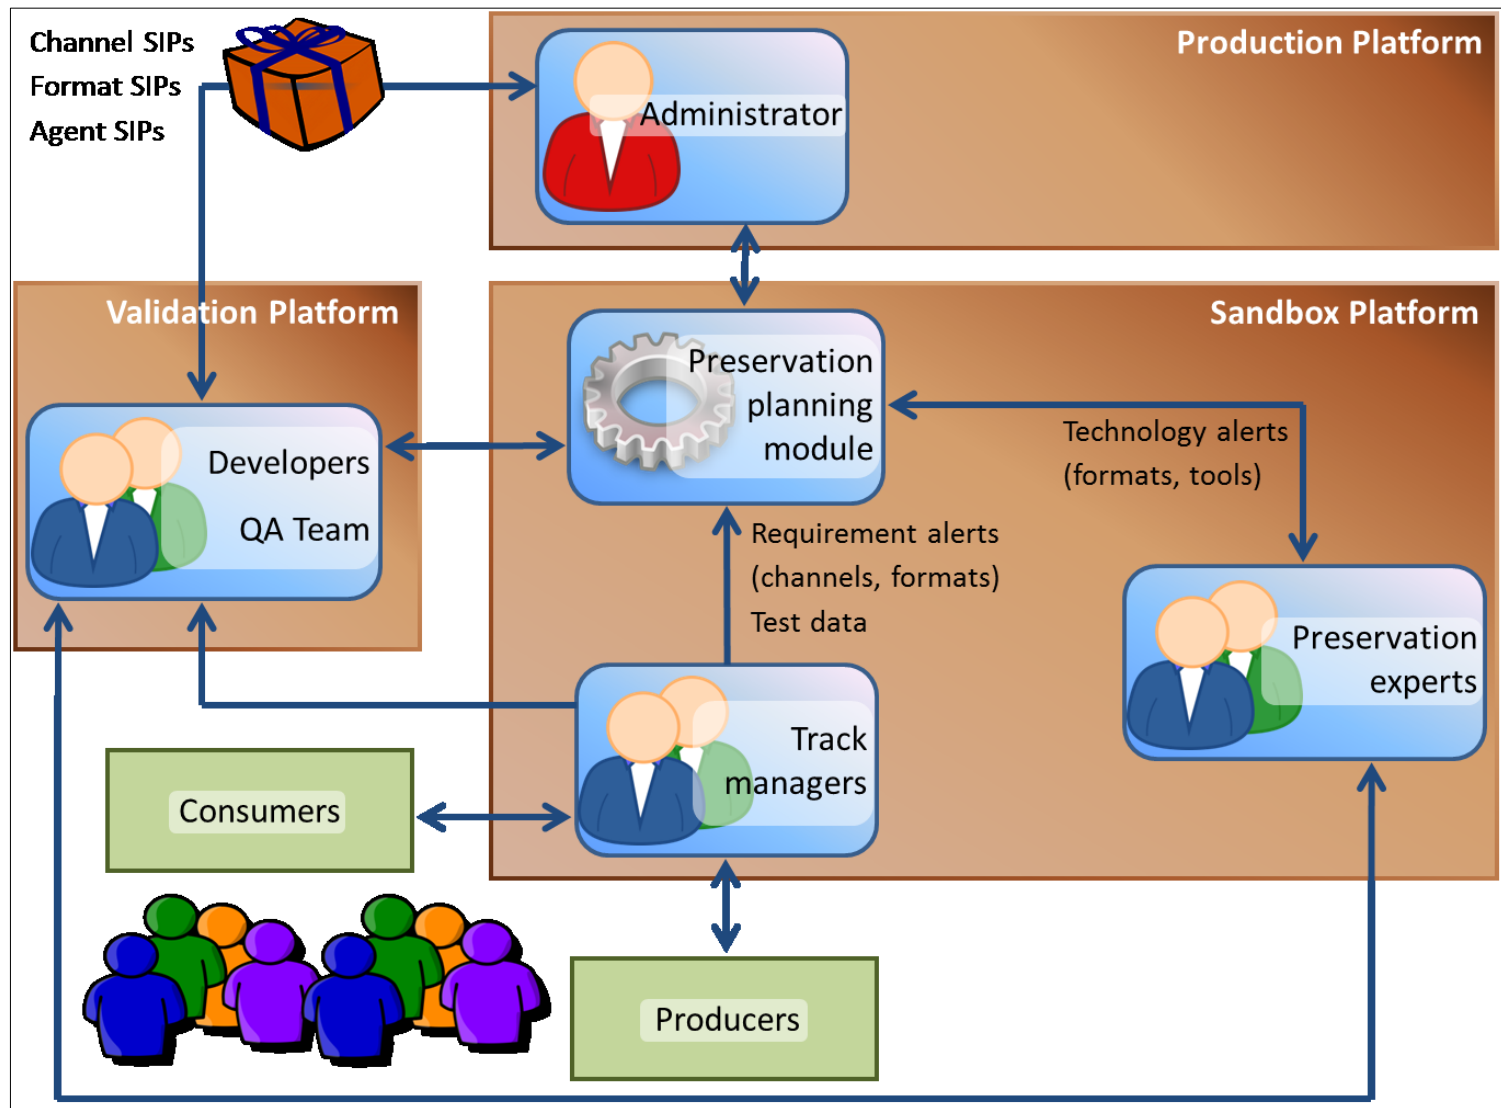 Channel SIPs
Format SIPs
Agent SIPs
Production Platform
Administrator
Validation Platform
Developers
QA Team
Sandbox Platform
Preservation
planning
module
Technology alerts
(formats, tools)
Requirement alerts
(channels, formats)
Test data
Preservation
experts
Track
managers
Consumers
Producers